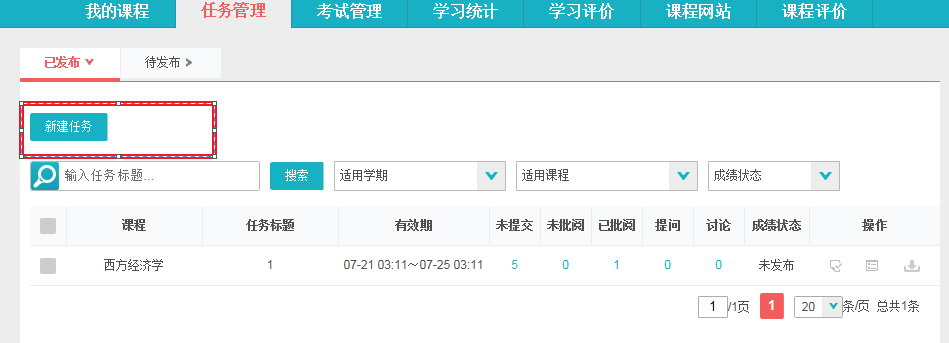 我的课程 任务管理 考试管理 学习统计 学习评价 课程网站 课程评价
已发布 待发布
新建任务
输入任务标题... 搜索 适用学期 适用课程 成绩状态
课程 任务标题 有效期 未提交 未批阅 已批阅 提问 讨论 成绩状态 操作
西方经济学 1 07-21 03:11～07-25 03:11 5 0 1 0 0 未发布
1 /1页 1 20 条/页 总共1条